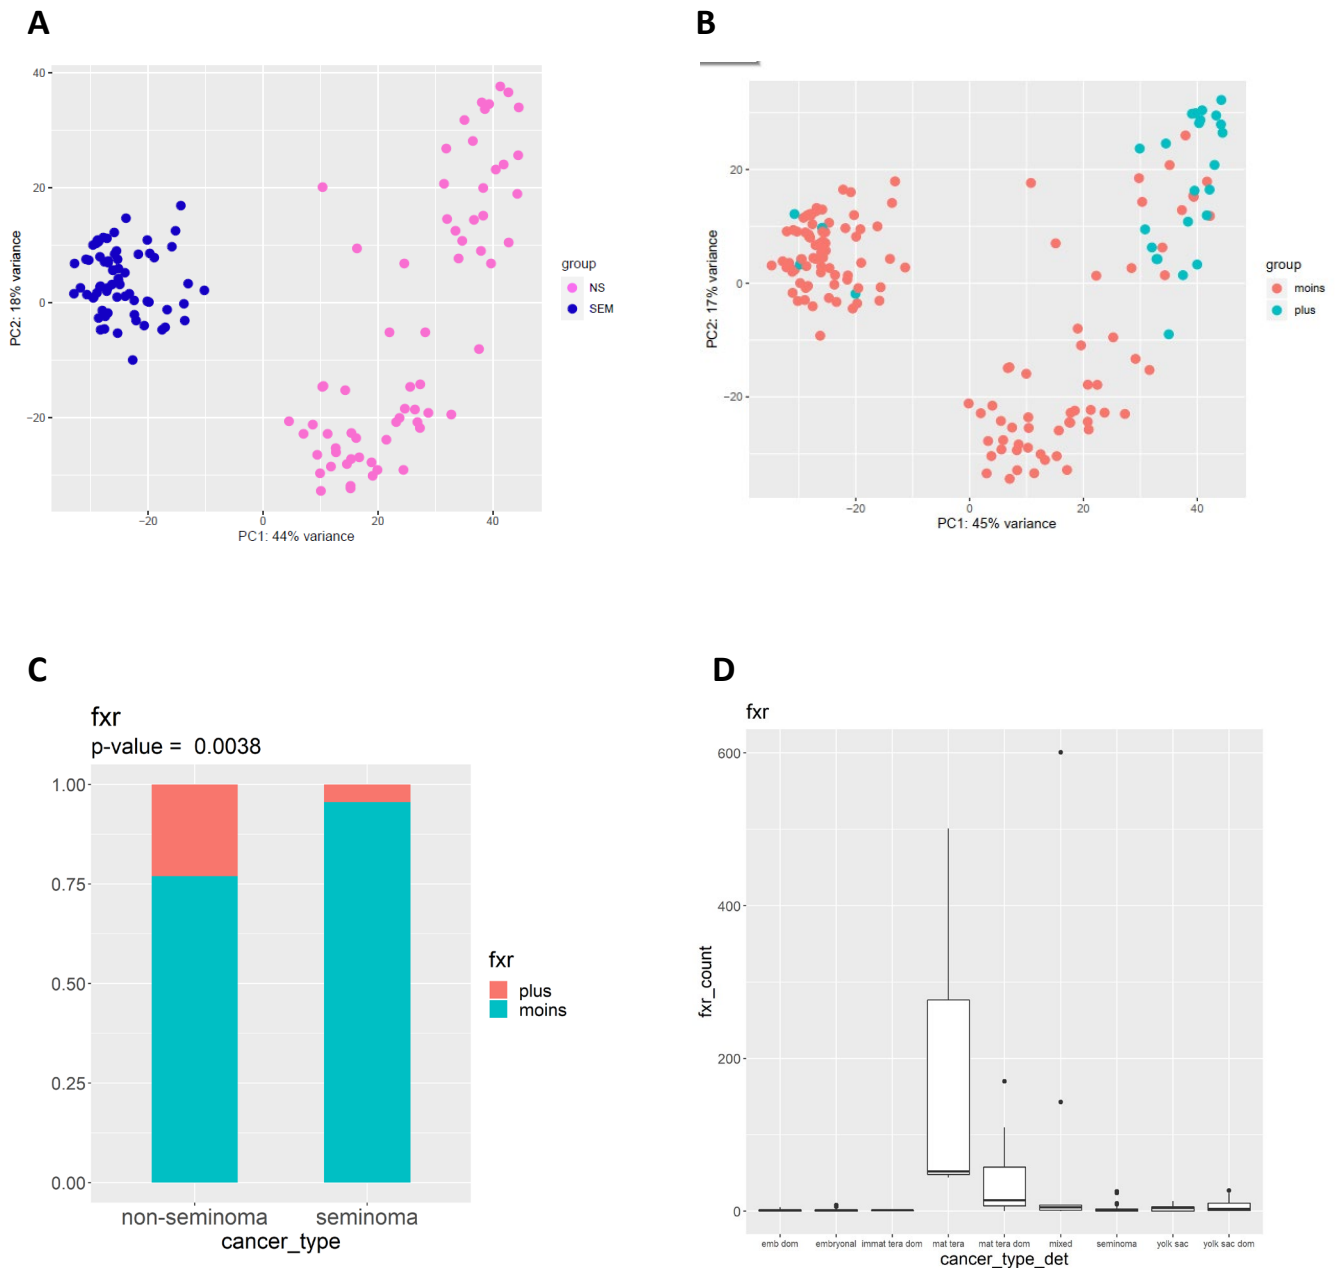 A
B
40
20
0
−20
PC2: 18% variance
−20
0
20
40
PC1: 44% variance
group
NS
SEM
20
0
−20
PC2: 17% variance
−20
0
20
40
PC1: 45% variance
group
moins
plus
C
D
fxr
p-value = 0.0038
1.00
0.75
0.50
0.25
0.00
non-seminoma
seminoma
cancer_type
fxr
plus
moins
fxr
600
400
200
0
fxr_count
emb dom
embryonal
immat tera dom
mat tera
mat tera dom
mixed
seminoma
yolk sac
yolk sac dom
cancer_type_det